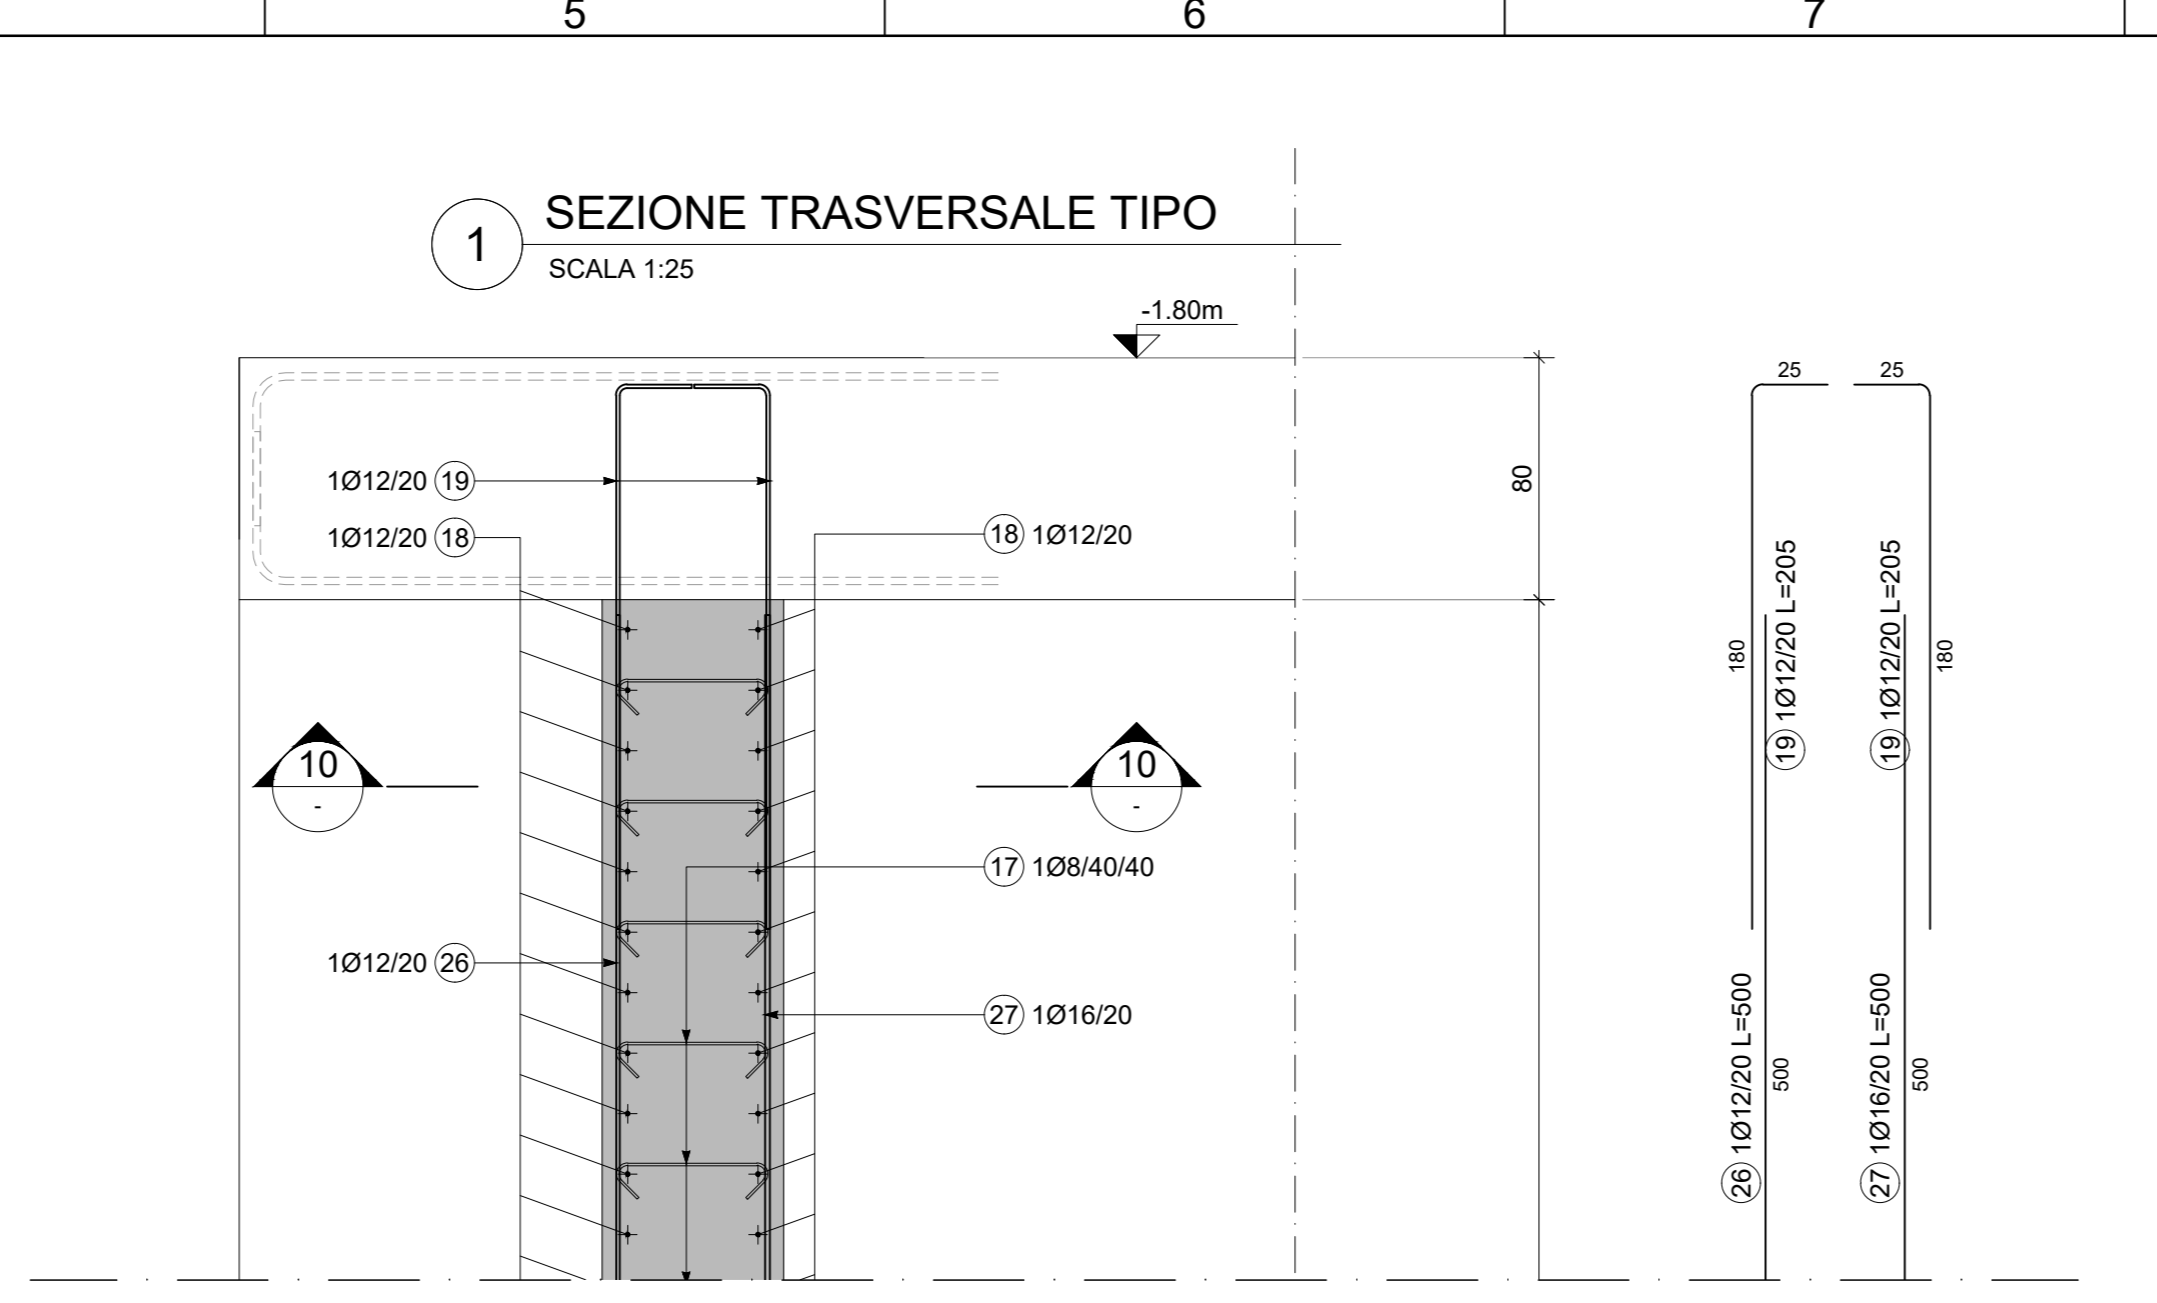 5
6
7
1
SEZIONE TRASVERSALE TIPO
SCALA 1:25
-1.80m
25
25
1Ø12/20 19
1Ø12/20 18
18 1Ø12/20
80
180
19 1Ø12/20 L=205
19 1Ø12/20 L=205
180
10
-
10
-
17 1Ø8/40/40
1Ø12/20 26
27 1Ø16/20
26 1Ø12/20 L=500
500
27 1Ø16/20 L=500
500